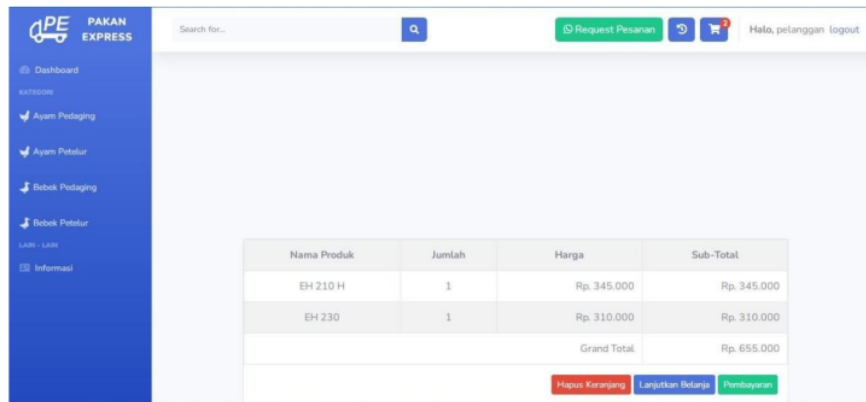 PAKAN
EXPRESS
PE
Search for...
Request Pesanan
2
Halo, pelanggan logout
Dashboard
KATEGORI
Ayam Pedaging
Ayam Petelur
Bebek Pedaging
Bebek Petelur
LAIN - LAIN
Informasi
Nama Produk Jumlah Harga Sub-Total
EH 210 H 1 Rp. 345.000 Rp. 345.000
EH 230 1 Rp. 310.000 Rp. 310.000
Grand Total Rp. 655.000
Hapus Keranjang Lanjutkan Belanja Pembayaran